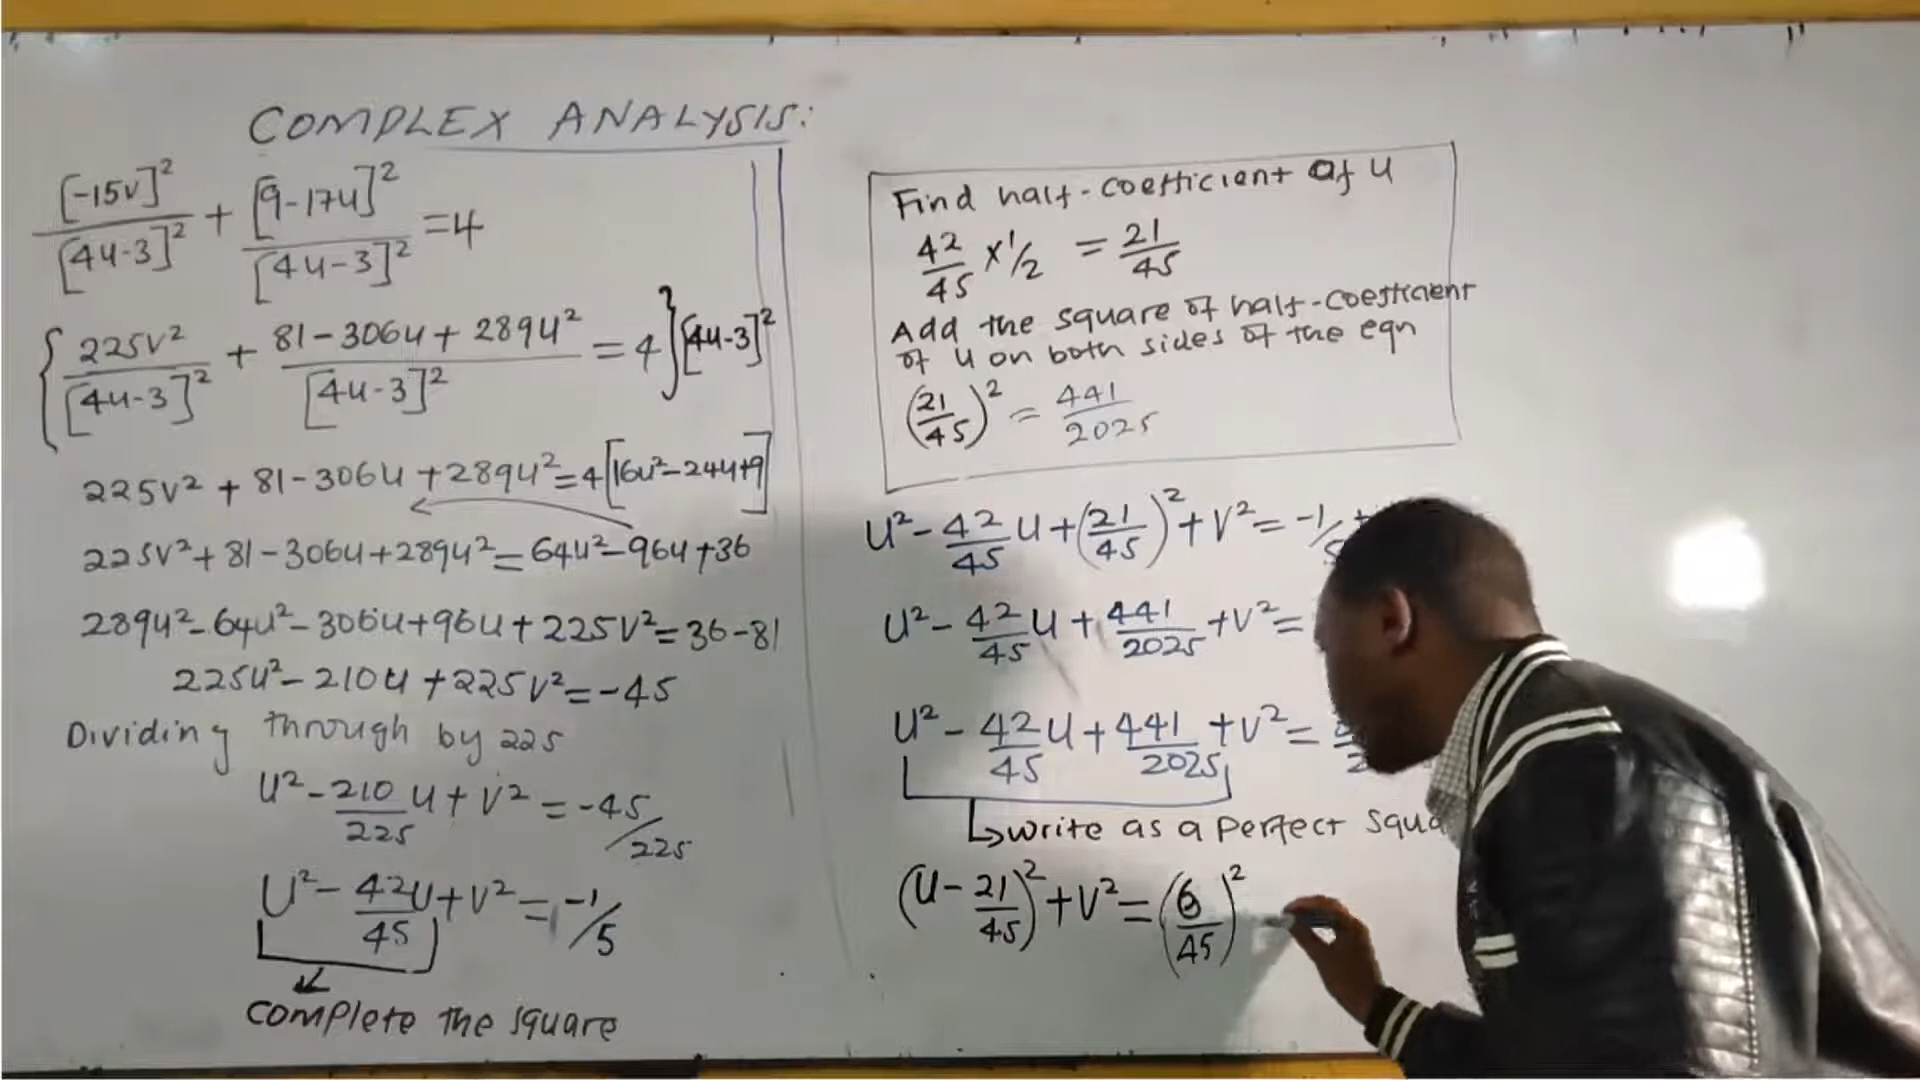 COMPLEX ANALYSIS:
[-15V]²/[4U-3]² + [9-17U]²/[4U-3]² = 4
{225V²/[4U-3]² + 81-306U+289U²/[4U-3]² = 4}[4U-3]²
225V² + 81-306U+289U² = 4[16U²-24U+9]
225V²+81-306U+289U² = 64U²-96U+36
289U²-64U²-306U+96U+225V² = 36-81
225U²-210U+225V² = -45
Dividing through by 225
U²-210/225 U+V² = -45/225
U²-42/45 U+V² = -1/5
complete the square
Find half-coefficient of U
42/45 x 1/2 = 21/45
Add the square of half-coefficient
of U on both sides of the eqn
(21/45)² = 441/2025
U²-42/45 U+(21/45)²+V² = -1/
U²-42/45 U+441/2025+V² =
U²-42/45 U+441/2025+V² =
write as a perfect squa
(U-21/45)²+V² = (6/45)²